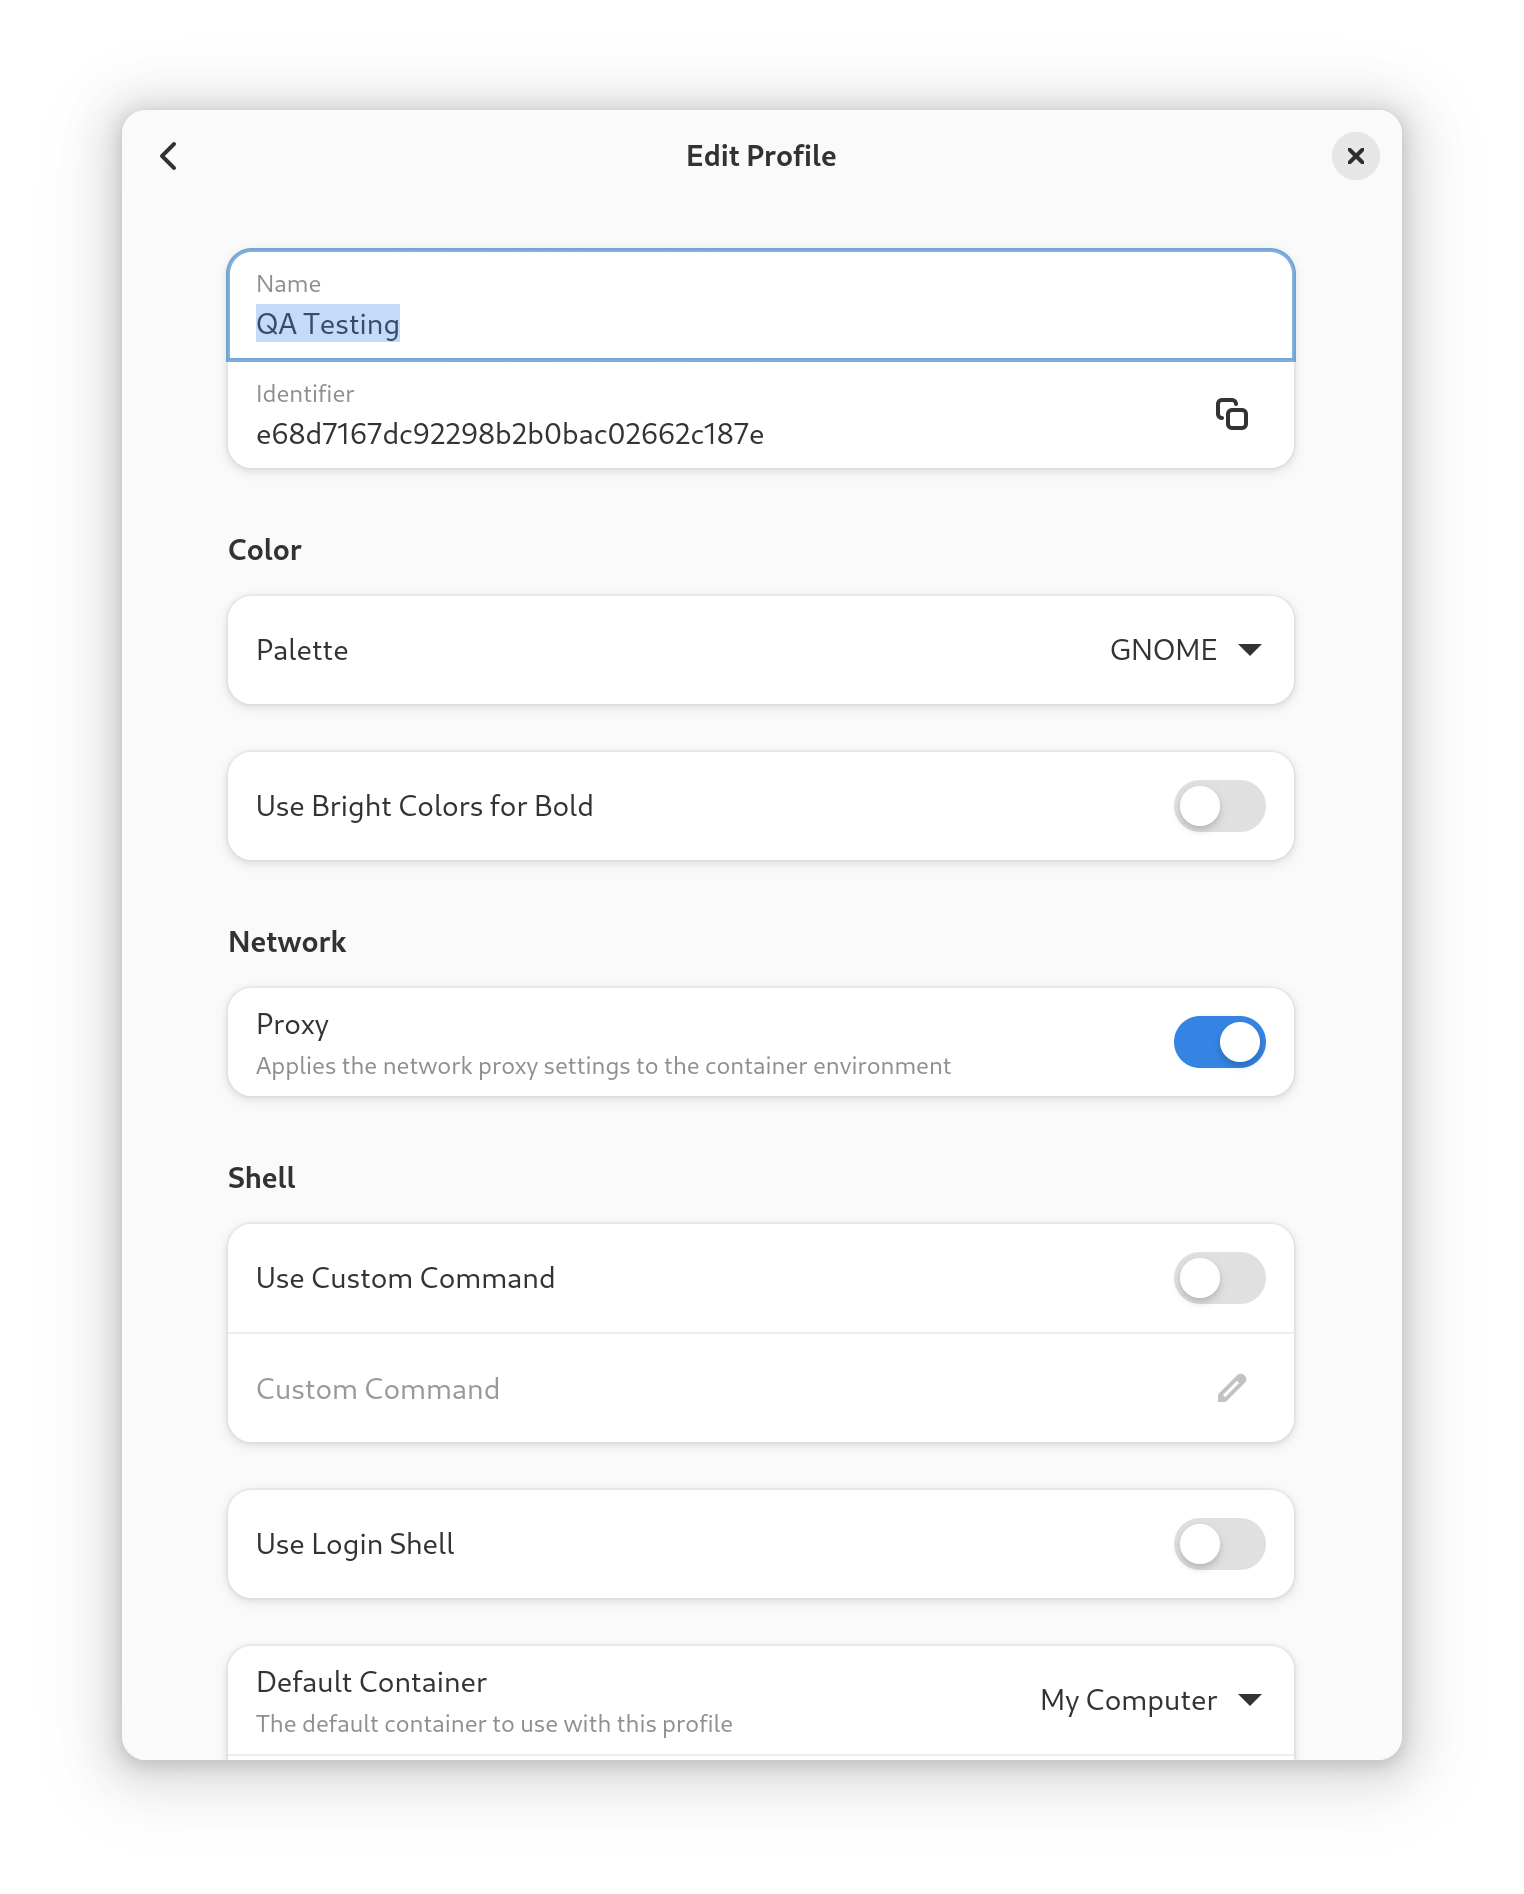 Edit Profile
Name
QA Testing
Identifier
e68d7167dc92298b2b0bac02662c187e
Color
Palette
GNOME
Use Bright Colors for Bold
Network
Proxy
Applies the network proxy settings to the container environment
Shell
Use Custom Command
Custom Command
Use Login Shell
Default Container
The default container to use with this profile
My Computer